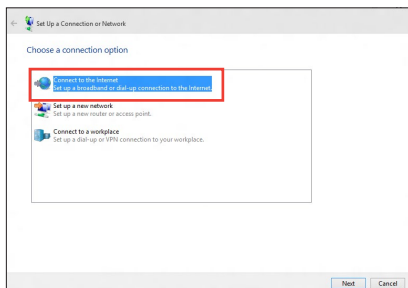 Set Up a Connection or Network
Choose a connection option
Connect to the Internet
Set up a broadband or dial-up connection to the Internet.
Set up a new network
Set up a new router or access point.
Connect to a workplace
Set up a dial-up or VPN connection to your workplace.
Next Cancel